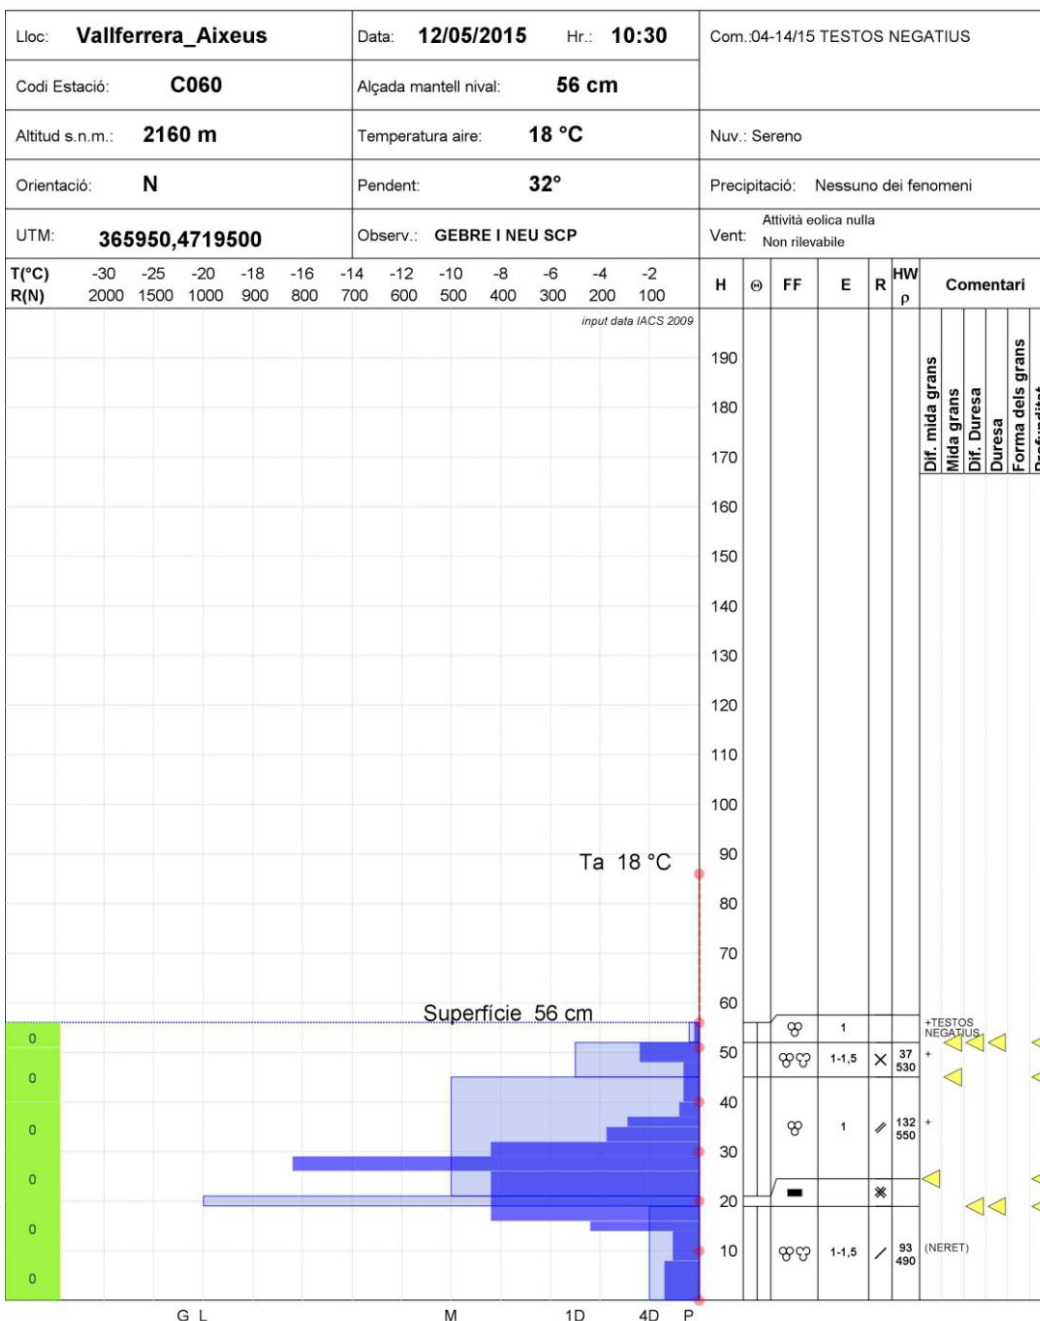 Lloc: Vallferrera_Aixeus Data: 12/05/2015 Hr.: 10:30 Com.:04-14/15 TESTOS NEGATIUS
Codi Estació: C060 Alçada mantell nival: 56 cm
Altitud s.n.m.: 2160 m Temperatura aire: 18 °C Nuv.: Sereno
Orientació: N Pendent: 32° Precipitació: Nessuno dei fenomeni
UTM: 365950,4719500 Observ.: GEBRE I NEU SCP Vent: Attività eolica nulla
Non rilevabile
T(°C) -30 -25 -20 -18 -16 -14 -12 -10 -8 -6 -4 -2
R(N) 2000 1500 1000 900 800 700 600 500 400 300 200 100
H Θ FF E R HW ρ Comentari
input data IACS 2009
Dif. mida grans
Mida grans
Dif. Duresa
Duresa
Forma dels grans
190
180
170
160
150
140
130
120
110
100
90
Ta 18 °C
80
70
60
Superfície 56 cm
+TESTOS
NEGATIUS
0 1
50 1-1,5 37 +
530
0
40
0 1 132 +
550
30
0
20
0
10 1-1,5 93 (NERET)
490
0
G L M 1D 4D P